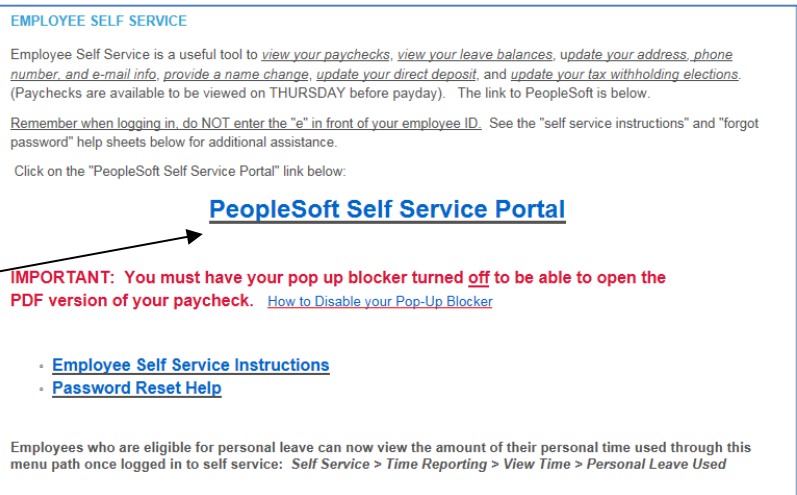 EMPLOYEE SELF SERVICE
Employee Self Service is a useful tool to view your paychecks, view your leave balances, update your address, phone
number, and e-mail info, provide a name change, update your direct deposit, and update your tax withholding elections.
(Paychecks are available to be viewed on THURSDAY before payday).   The link to PeopleSoft is below.
Remember when logging in, do NOT enter the "e" in front of your employee ID.  See the "self service instructions" and "forgot
password" help sheets below for additional assistance.
Click on the "PeopleSoft Self Service Portal" link below:
PeopleSoft Self Service Portal
IMPORTANT:  You must have your pop up blocker turned off to be able to open the
PDF version of your paycheck.   How to Disable your Pop-Up Blocker
◦ Employee Self Service Instructions
◦ Password Reset Help
Employees who are eligible for personal leave can now view the amount of their personal time used through this
menu path once logged in to self service:  Self Service > Time Reporting > View Time > Personal Leave Used